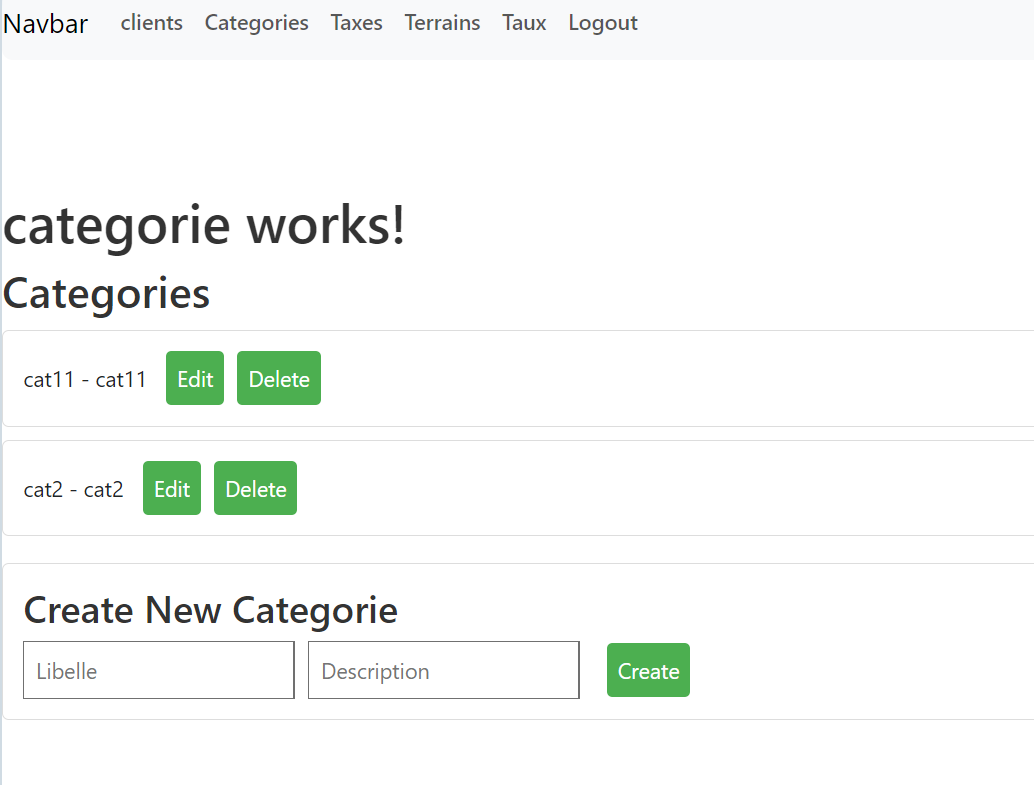 Navbar clients Categories Taxes Terrains Taux Logout
categorie works!
Categories
cat11 - cat11 Edit Delete
cat2 - cat2 Edit Delete
Create New Categorie
Libelle Description Create